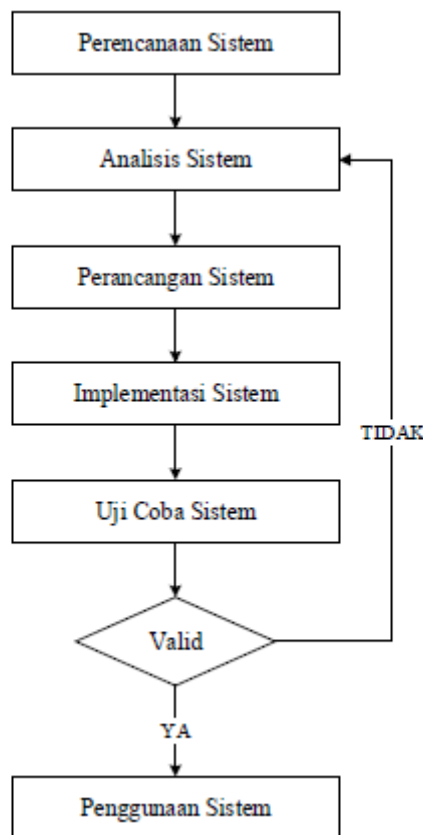 Perencanaan Sistem
Analisis Sistem
Perancangan Sistem
Implementasi Sistem
TIDAK
Uji Coba Sistem
Valid
YA
Penggunaan Sistem